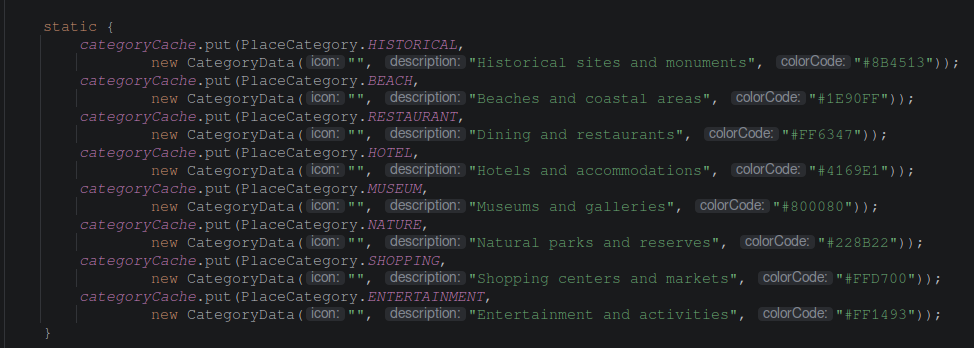 static {
categoryCache.put(PlaceCategory.HISTORICAL,
new CategoryData( icon: "", description: "Historical sites and monuments", colorCode: "#8B4513"));
categoryCache.put(PlaceCategory.BEACH,
new CategoryData( icon: "", description: "Beaches and coastal areas", colorCode: "#1E90FF"));
categoryCache.put(PlaceCategory.RESTAURANT,
new CategoryData( icon: "", description: "Dining and restaurants", colorCode: "#FF6347"));
categoryCache.put(PlaceCategory.HOTEL,
new CategoryData( icon: "", description: "Hotels and accommodations", colorCode: "#4169E1"));
categoryCache.put(PlaceCategory.MUSEUM,
new CategoryData( icon: "", description: "Museums and galleries", colorCode: "#800080"));
categoryCache.put(PlaceCategory.NATURE,
new CategoryData( icon: "", description: "Natural parks and reserves", colorCode: "#228B22"));
categoryCache.put(PlaceCategory.SHOPPING,
new CategoryData( icon: "", description: "Shopping centers and markets", colorCode: "#FFD700"));
categoryCache.put(PlaceCategory.ENTERTAINMENT,
new CategoryData( icon: "", description: "Entertainment and activities", colorCode: "#FF1493"));
}